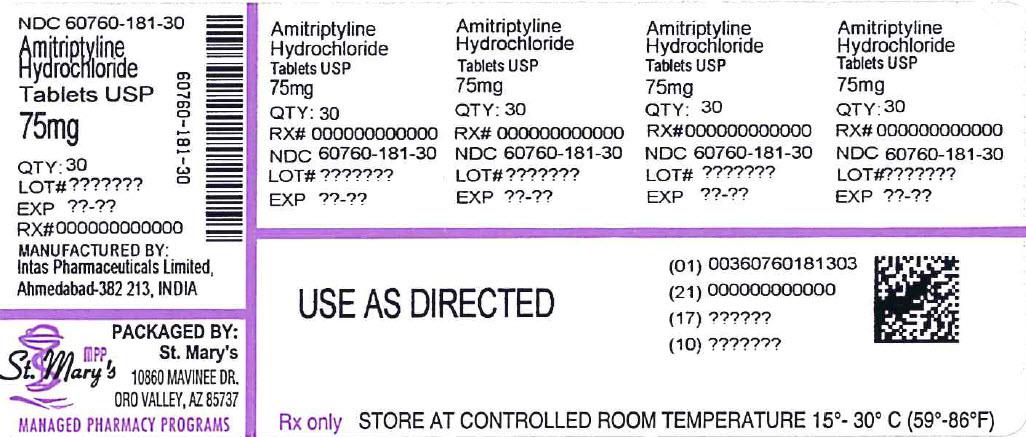 NDC 60760-181-30
Amitriptyline
Hydrochloride
Tablets USP
75mg
QTY: 30
LOT#???????
EXP ??-??
RX#000000000000
60760-181-30
MANUFACTURED BY:
Intas Pharmaceuticals Limited,
Ahmedabad-382 213, INDIA
MPP
St. Mary's
PACKAGED BY:
St. Mary's
10860 MAVINEE DR.
ORO VALLEY, AZ 85737
MANAGED PHARMACY PROGRAMS
Amitriptyline
Hydrochloride
Tablets USP
75mg
QTY: 30
RX# 000000000000
NDC 60760-181-30
LOT# ???????
EXP ??-??
Amitriptyline
Hydrochloride
Tablets USP
75mg
QTY: 30
RX# 000000000000
NDC 60760-181-30
LOT#???????
EXP ??-??
Amitriptyline
Hydrochloride
Tablets USP
75mg
QTY: 30
RX#000000000000
NDC 60760-181-30
LOT# ???????
EXP ??-??
Amitriptyline
Hydrochloride
Tablets USP
75mg
QTY: 30
RX# 000000000000
NDC 60760-181-30
LOT#???????
EXP ??-??
USE AS DIRECTED
(01) 00360760181303
(21) 000000000000
(17) ??????
(10) ???????
Rx only STORE AT CONTROLLED ROOM TEMPERATURE 15°- 30° C (59°-86°F)